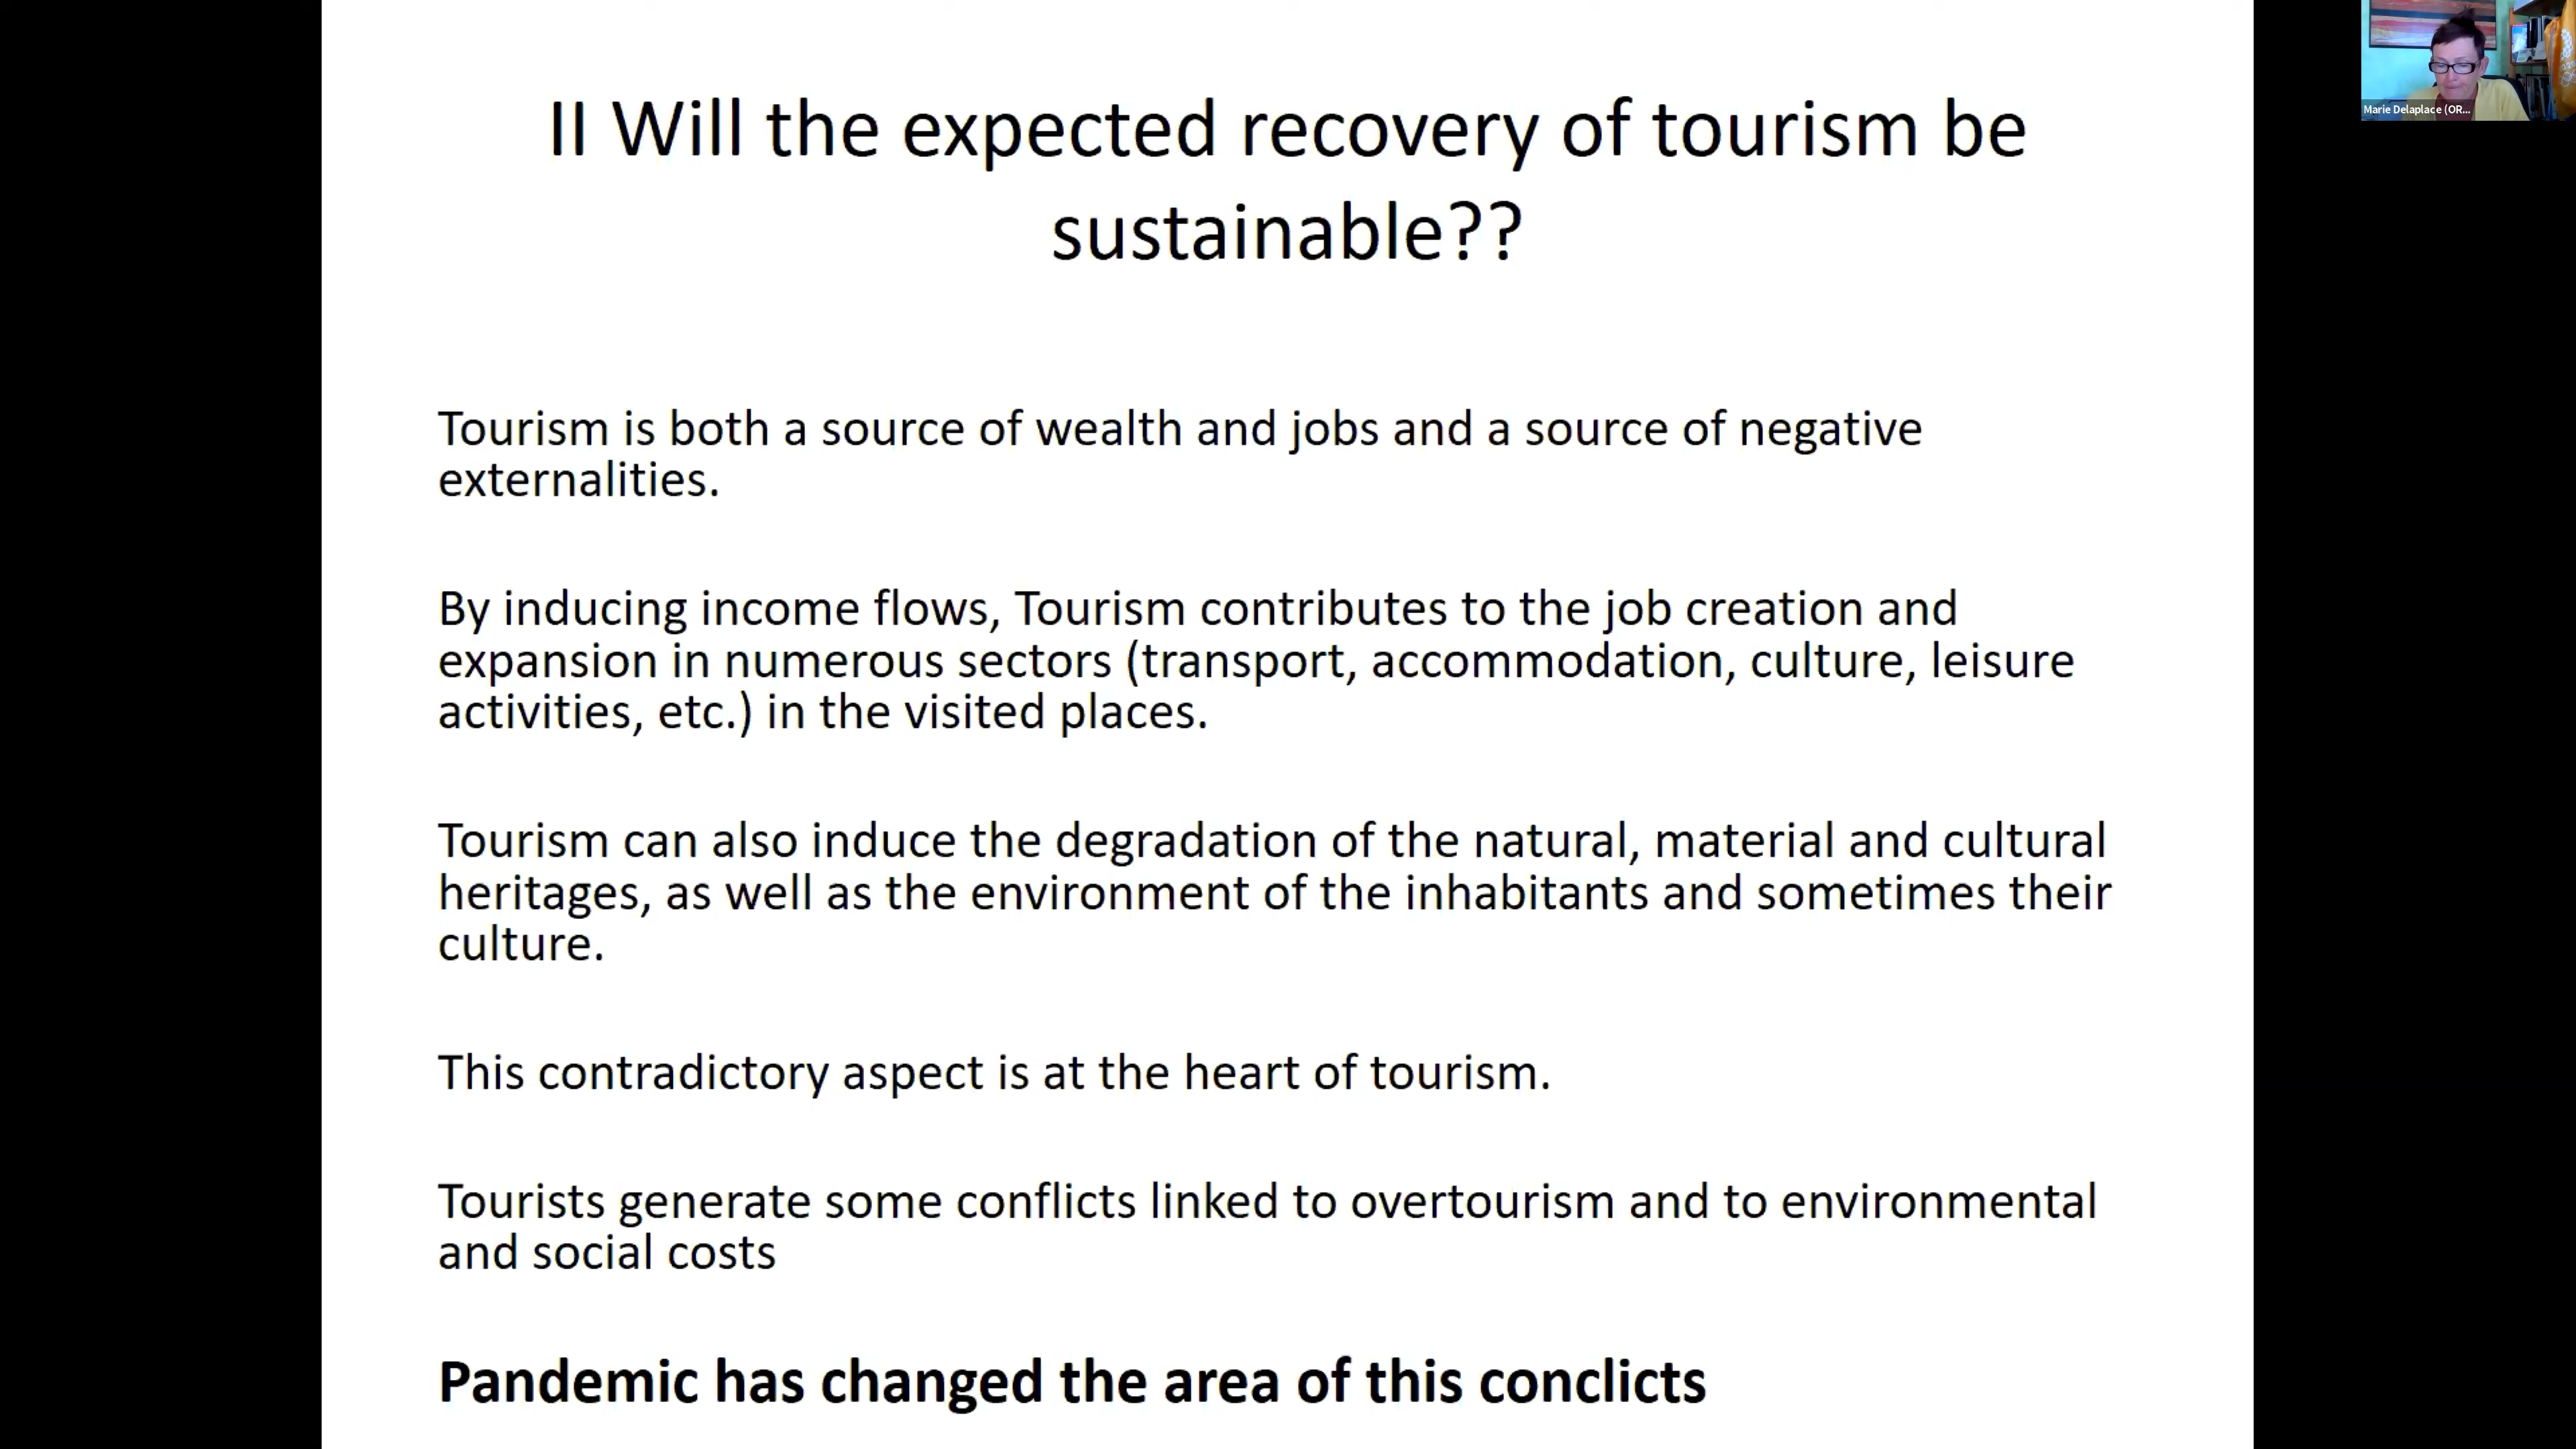 II Will the expected recovery of tourism be
sustainable??
Tourism is both a source of wealth and jobs and a source of negative
externalities.
By inducing income flows, Tourism contributes to the job creation and
expansion in numerous sectors (transport, accommodation, culture, leisure
activities, etc.) in the visited places.
Tourism can also induce the degradation of the natural, material and cultural
heritages, as well as the environment of the inhabitants and sometimes their
culture.
This contradictory aspect is at the heart of tourism.
Tourists generate some conflicts linked to overtourism and to environmental
and social costs
Pandemic has changed the area of this conclicts
Marie Delaplace (OR...